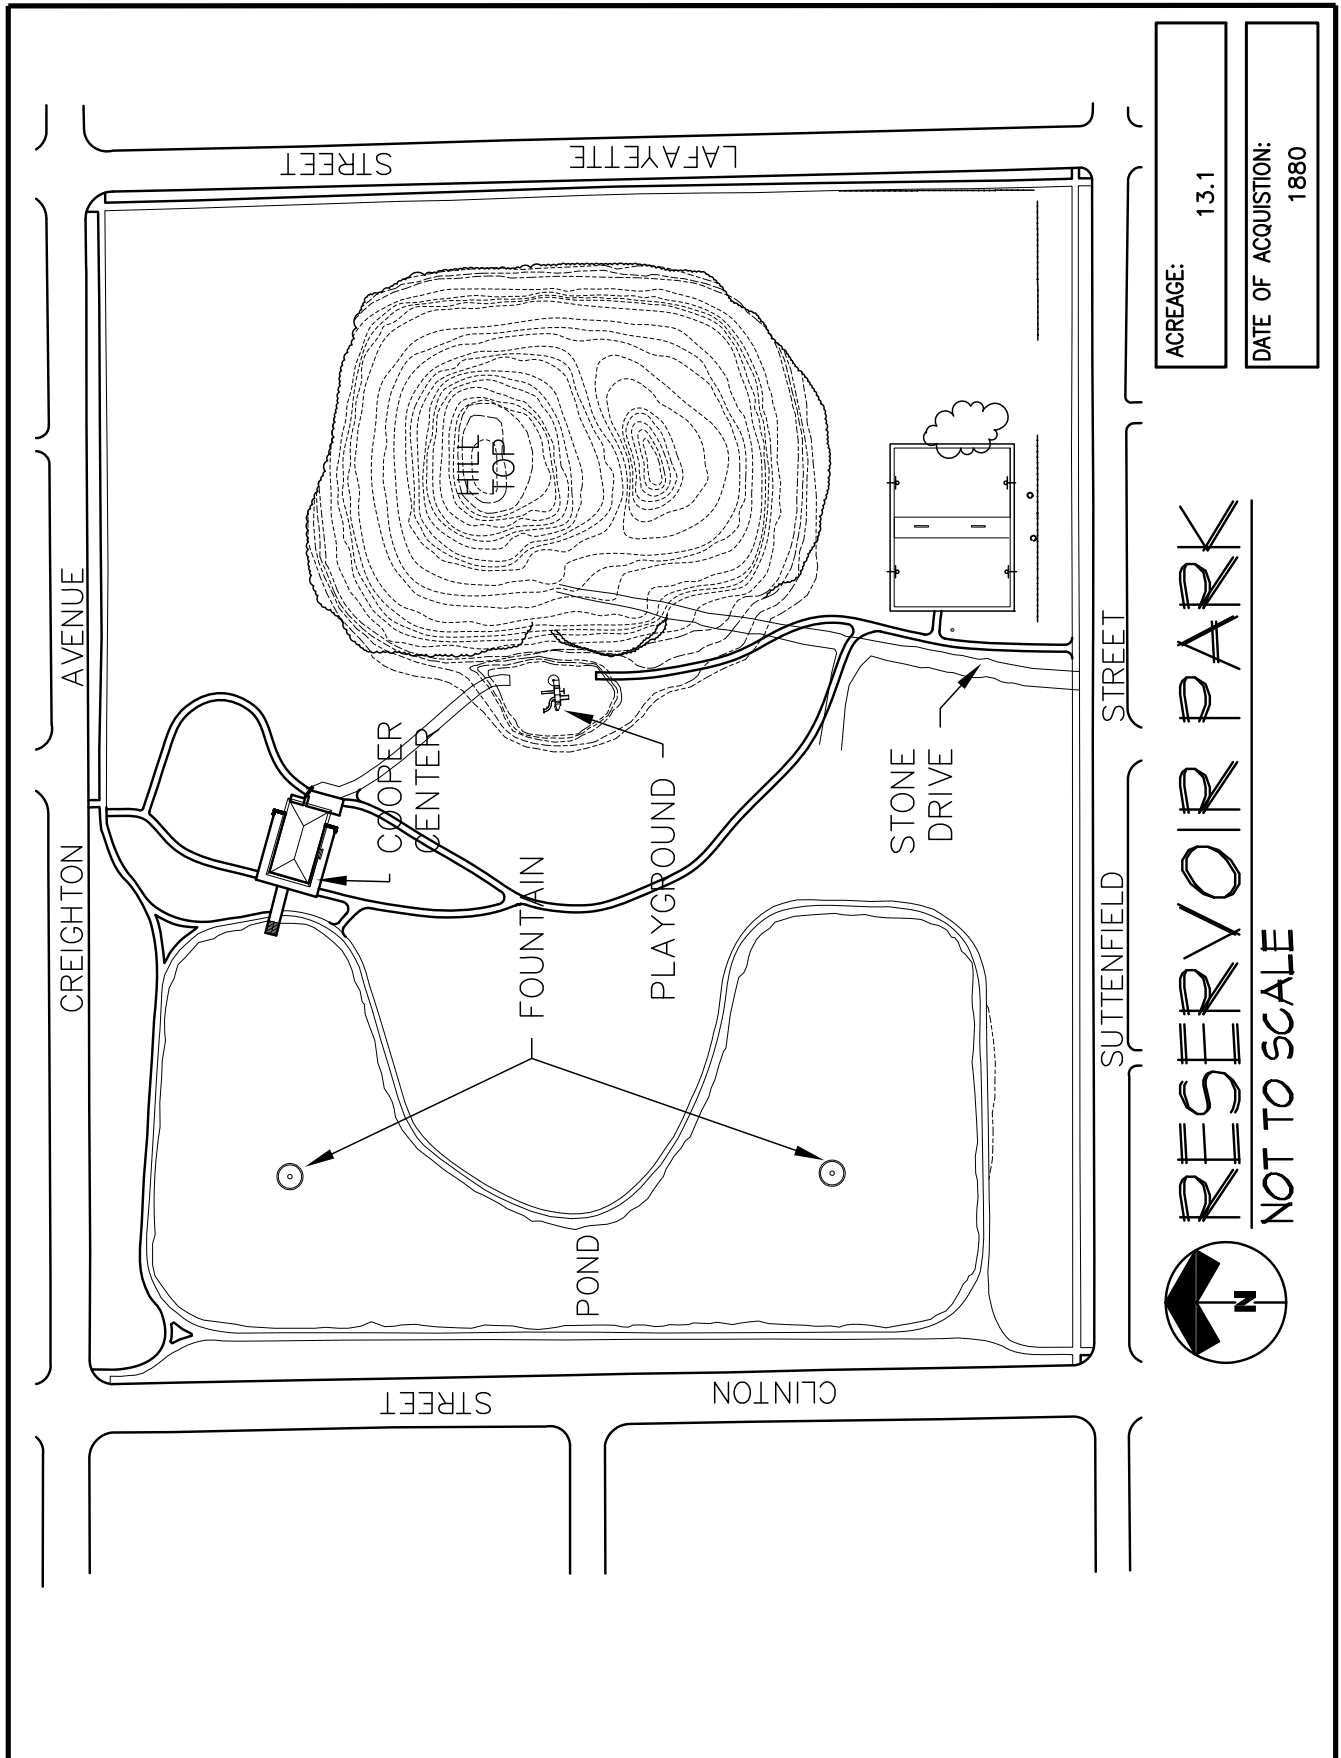 LAFAYETTE
STREET
CREIGHTON
AVENUE
HILL
TOP
COOPER
CENTER
FOUNTAIN
PLAYGROUND
STONE
DRIVE
POND
SUTTENFIELD
STREET
CLINTON
STREET
N
RESERVOIR PARK
NOT TO SCALE
ACREAGE:
13.1
DATE OF ACQUISTION:
1880